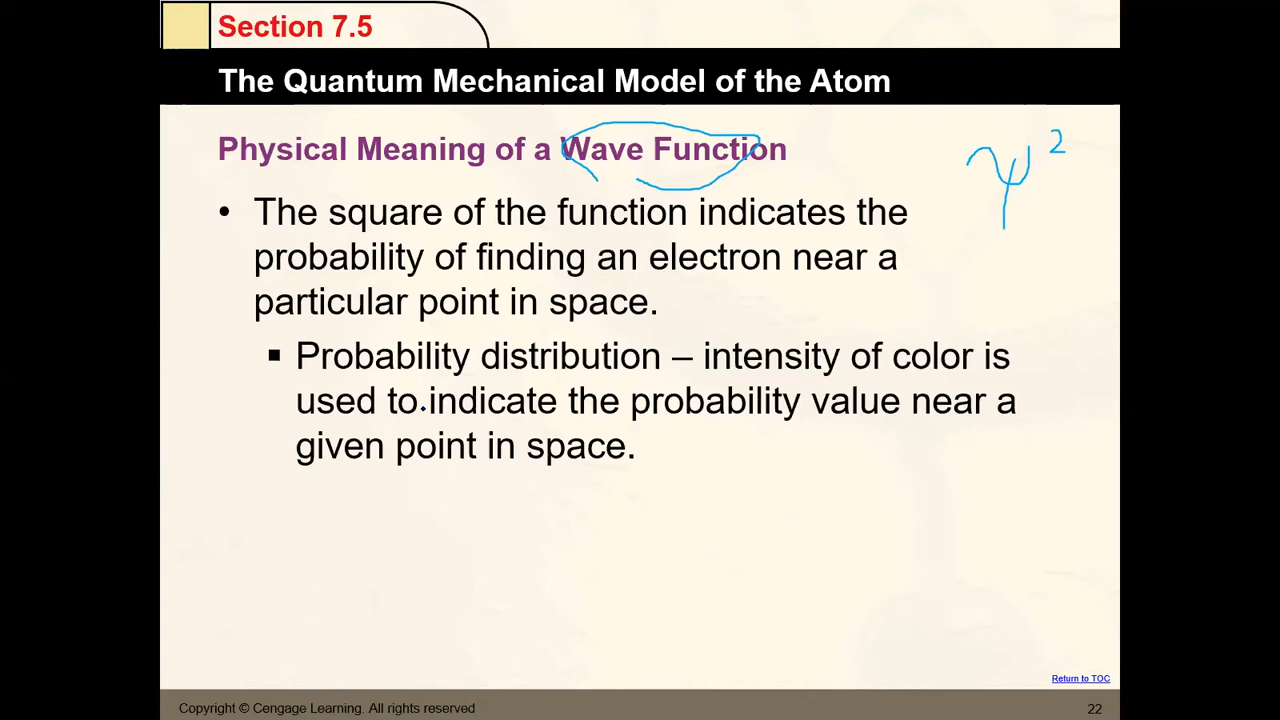 Section 7.5
The Quantum Mechanical Model of the Atom
Physical Meaning of a Wave Function
ψ²
• The square of the function indicates the
probability of finding an electron near a
particular point in space.
▪ Probability distribution – intensity of color is
used to indicate the probability value near a
given point in space.
Return to TOC
Copyright © Cengage Learning. All rights reserved
22